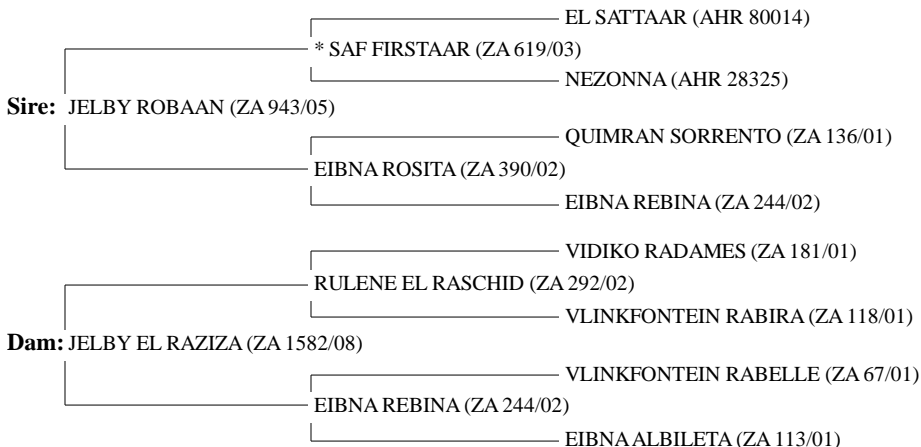 EL SATTAAR (AHR 80014)
* SAF FIRSTAAR (ZA 619/03)
NEZONNA (AHR 28325)
Sire: JELBY ROBAAN (ZA 943/05)
QUIMRAN SORRENTO (ZA 136/01)
EIBNA ROSITA (ZA 390/02)
EIBNA REBINA (ZA 244/02)
VIDIKO RADAMES (ZA 181/01)
RULENE EL RASCHID (ZA 292/02)
VLINKFONTEIN RABIRA (ZA 118/01)
Dam: JELBY EL RAZIZA (ZA 1582/08)
VLINKFONTEIN RABELLE (ZA 67/01)
EIBNA REBINA (ZA 244/02)
EIBNA ALBILETA (ZA 113/01)